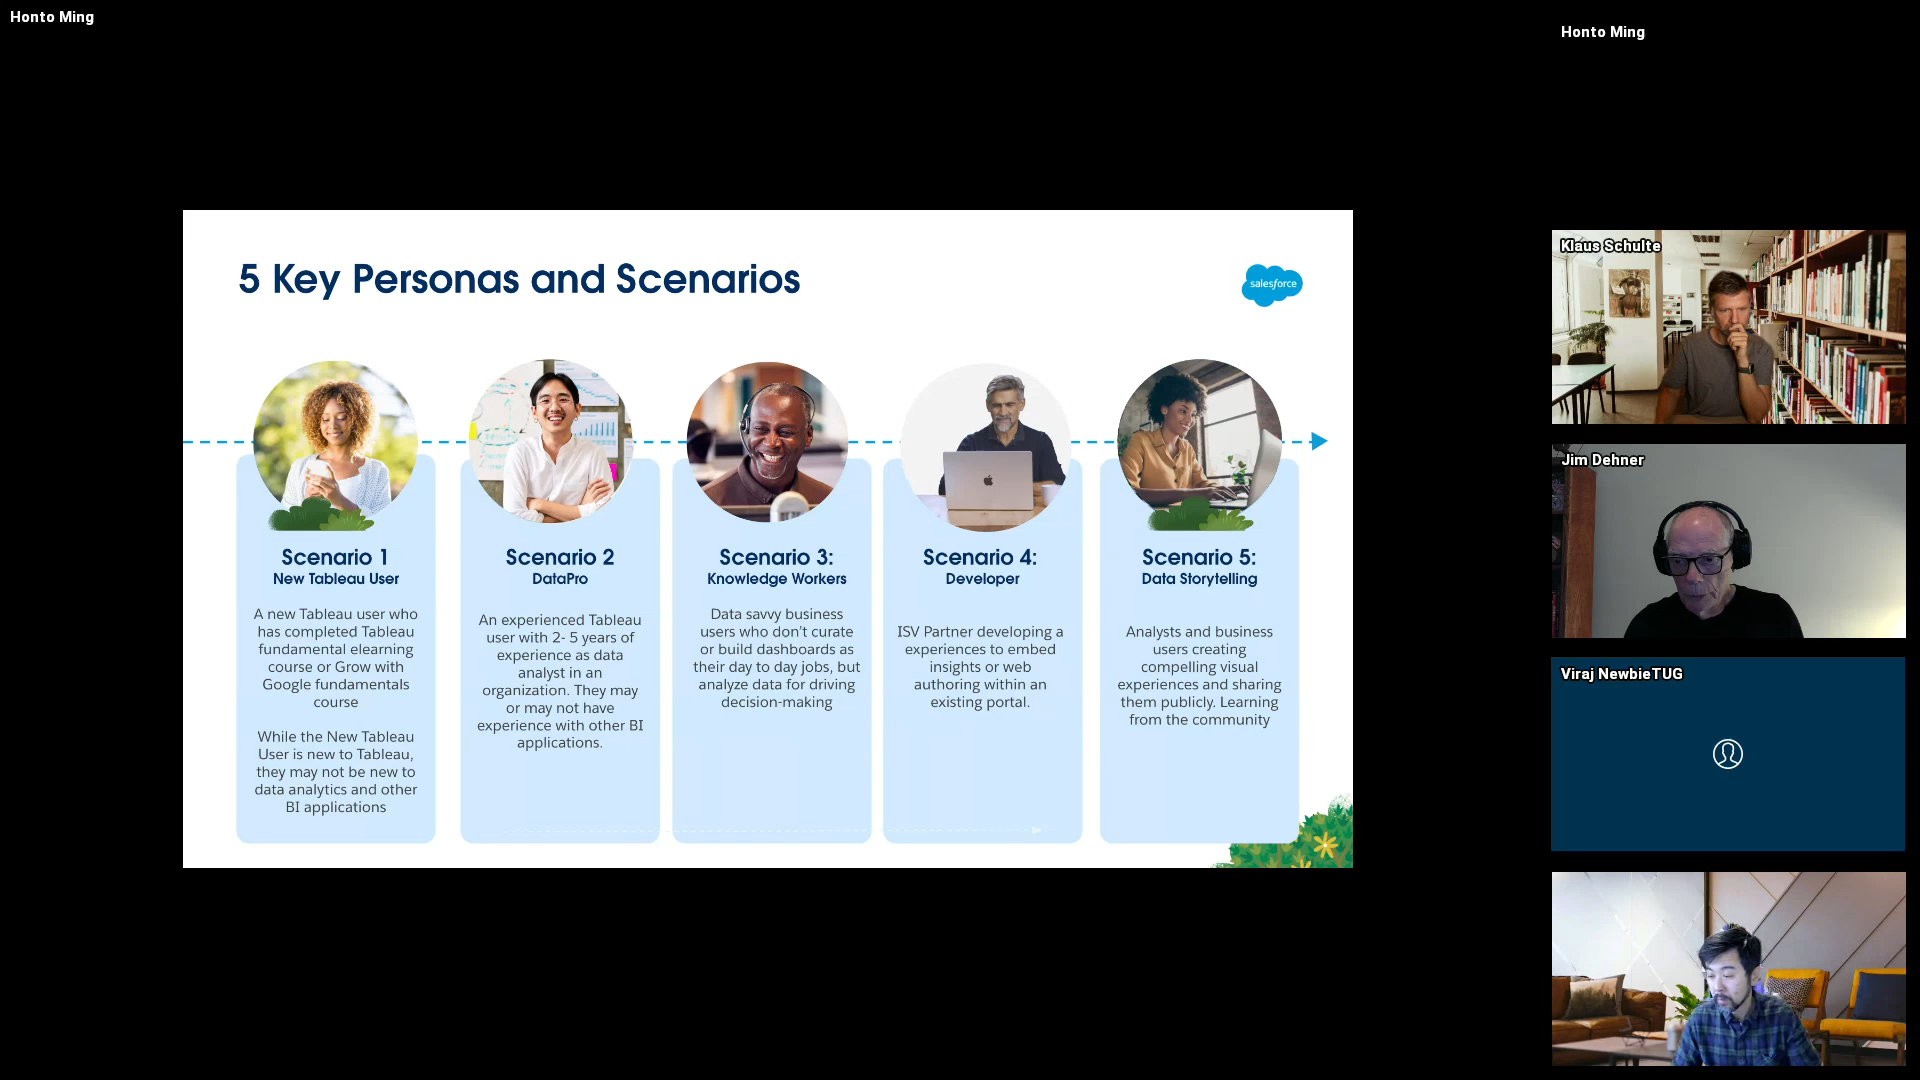 Honto Ming
Honto Ming
5 Key Personas and Scenarios
salesforce
Scenario 1
New Tableau User
A new Tableau user who
has completed Tableau
fundamental elearning
course or Grow with
Google fundamentals
course
While the New Tableau
User is new to Tableau,
they may not be new to
data analytics and other
BI applications
Scenario 2
DataPro
An experienced Tableau
user with 2- 5 years of
experience as data
analyst in an
organization. They may
or may not have
experience with other BI
applications.
Scenario 3:
Knowledge Workers
Data savvy business
users who don't curate
or build dashboards as
their day to day jobs, but
analyze data for driving
decision-making
Scenario 4:
Developer
ISV Partner developing a
experiences to embed
insights or web
authoring within an
existing portal.
Scenario 5:
Data Storytelling
Analysts and business
users creating
compelling visual
experiences and sharing
them publicly. Learning
from the community
Klaus Schulte
Jim Dehner
Viraj NewbieTUG